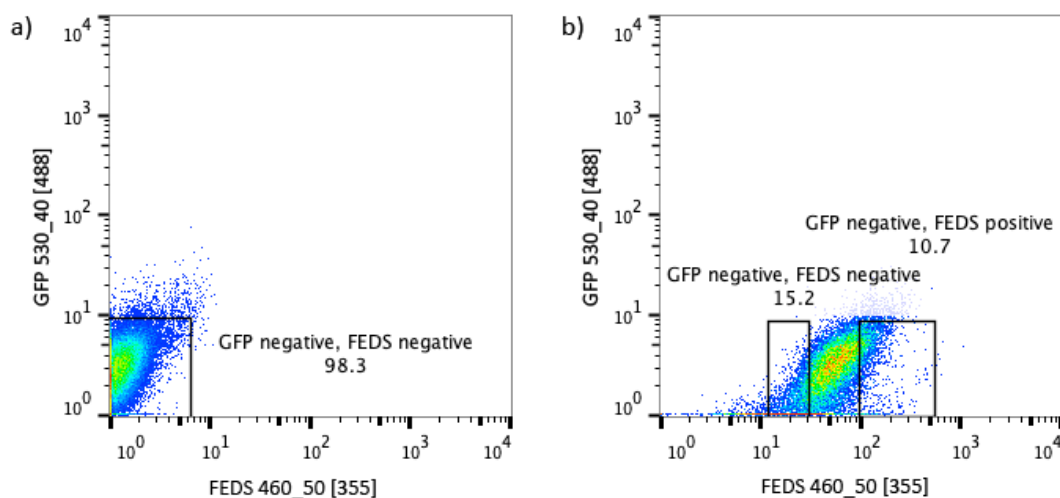 a)
10^4
10^3
10^2
10^1
10^0
GFP 530_40 [488]
GFP negative, FEDS negative
98.3
10^0
10^1
10^2
10^3
10^4
FEDS 460_50 [355]
b)
10^4
10^3
10^2
10^1
10^0
GFP 530_40 [488]
GFP negative, FEDS positive
10.7
GFP negative, FEDS negative
15.2
10^0
10^1
10^2
10^3
10^4
FEDS 460_50 [355]